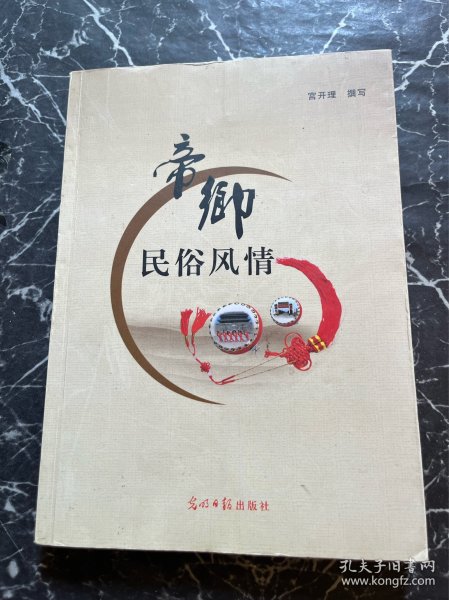 宫开理 撰写
帝乡
民俗风情
光明日报出版社
孔夫子旧书网
www.kongfz.com